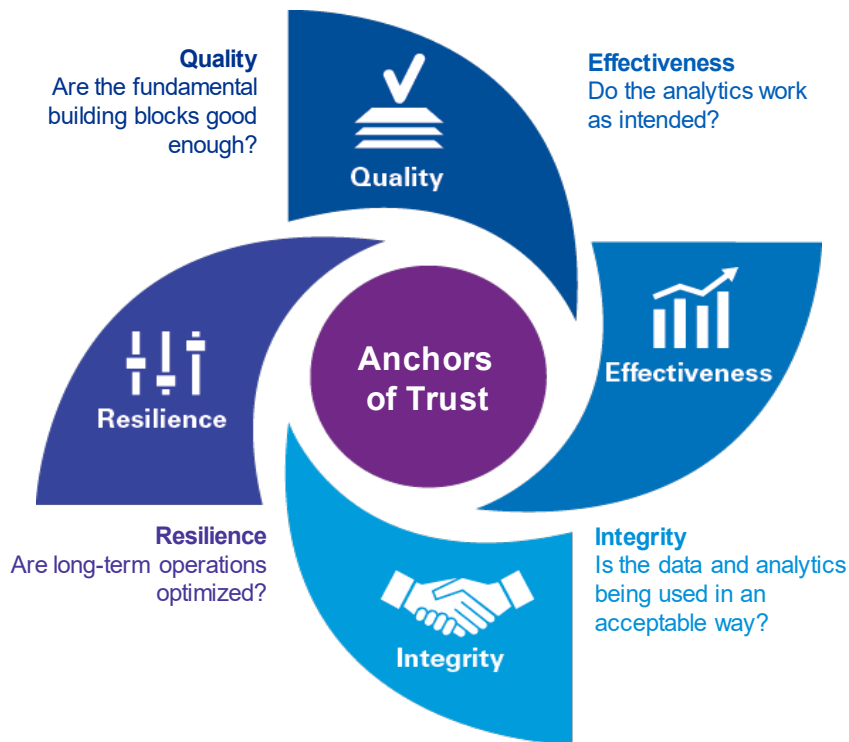 Quality
Are the fundamental
building blocks good
enough?
Effectiveness
Do the analytics work
as intended?
Quality
Effectiveness
Anchors
of Trust
Resilience
Resilience
Are long-term operations
optimized?
Integrity
Is the data and analytics
being used in an
acceptable way?
Integrity